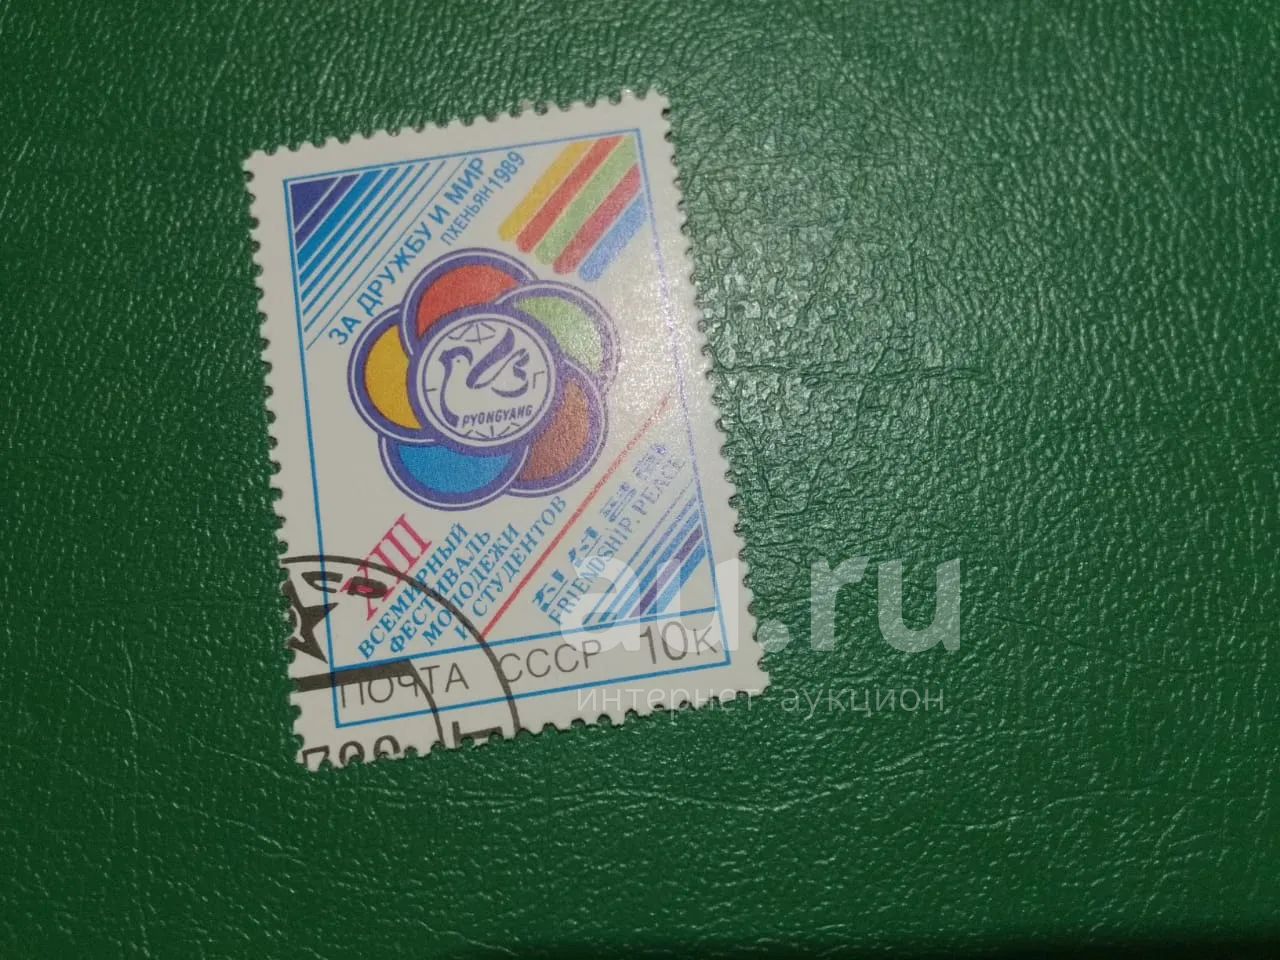 ЗА ДРУЖБУ И МИР
ПХЕНЬЯН 1989
PYONGYANG
XIII
ВСЕМИРНЫЙ
ФЕСТИВАЛЬ
МОЛОДЕЖИ
И СТУДЕНТОВ
FRIENDSHIP. PEACE
ПОЧТА СССР 10к
au.ru
интернет-аукцион